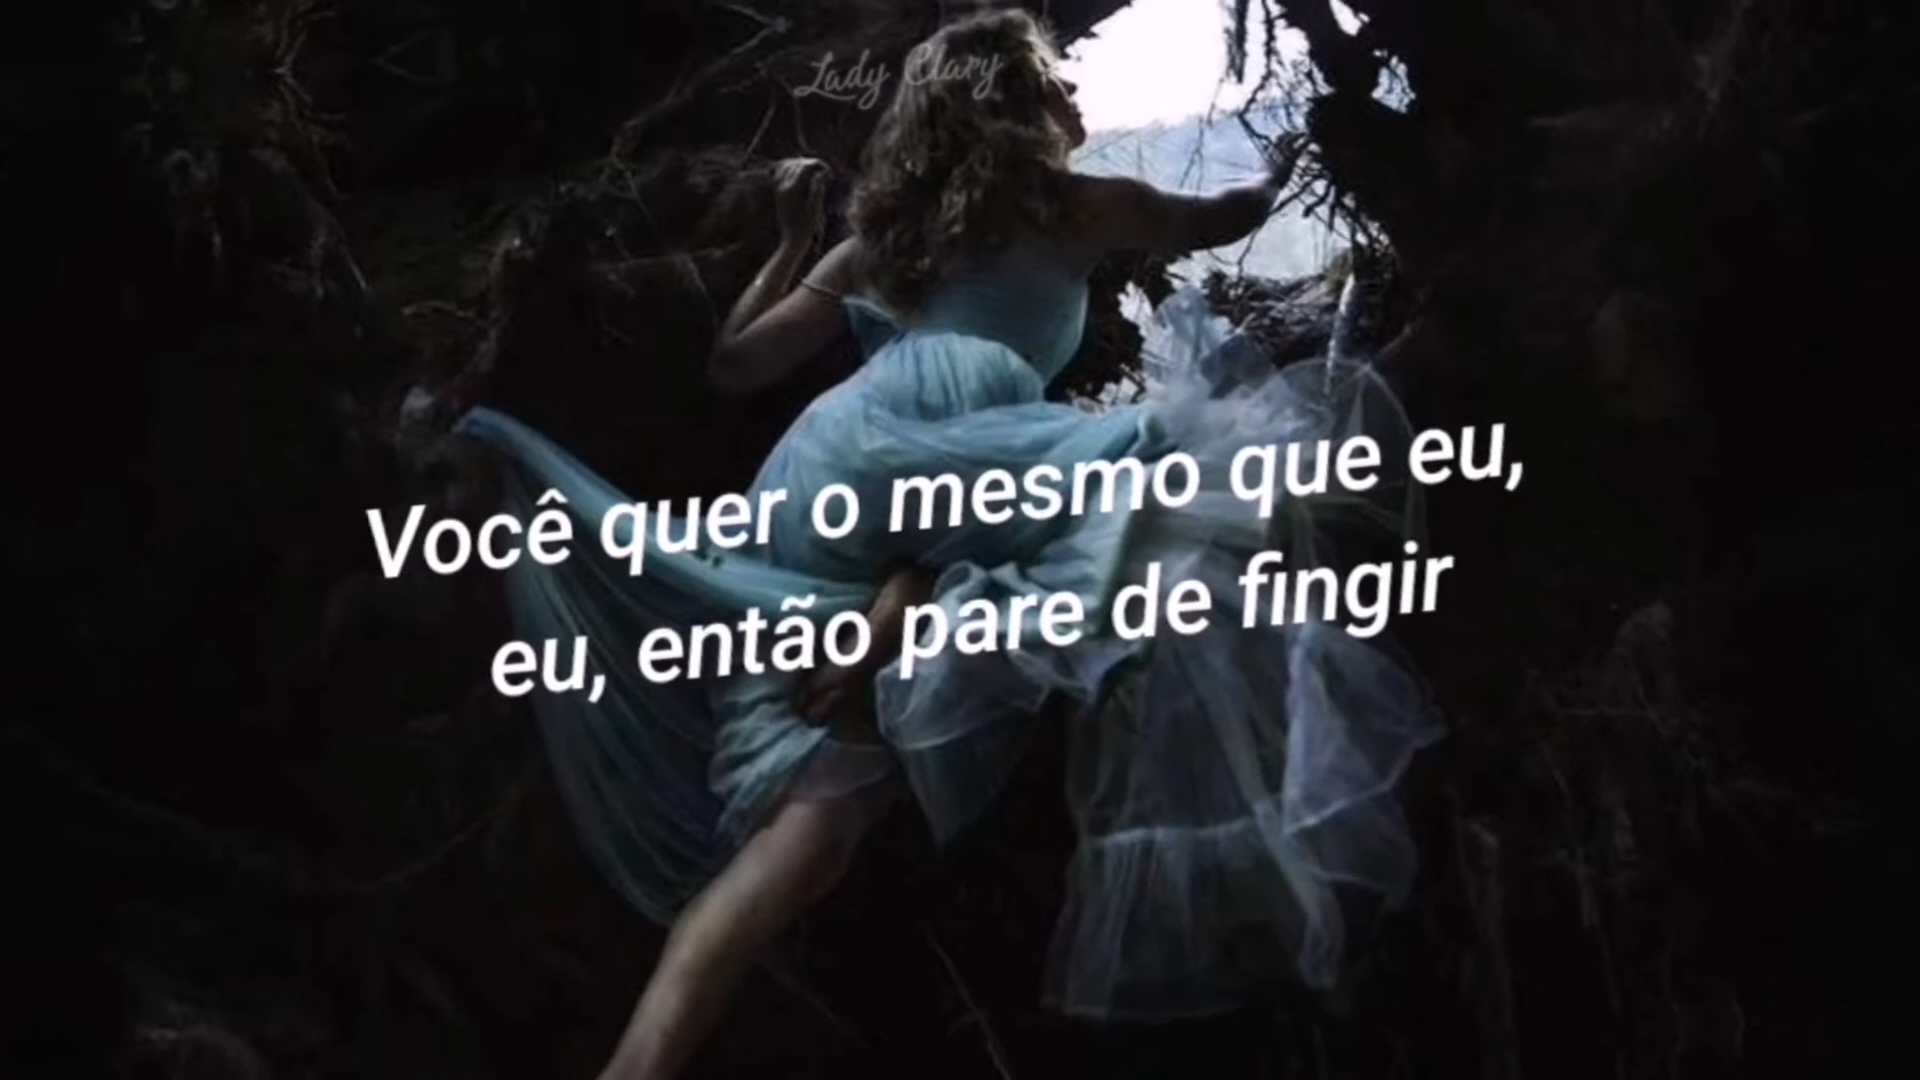 Lady Clary
Você quer o mesmo que eu,
eu, então pare de fingir